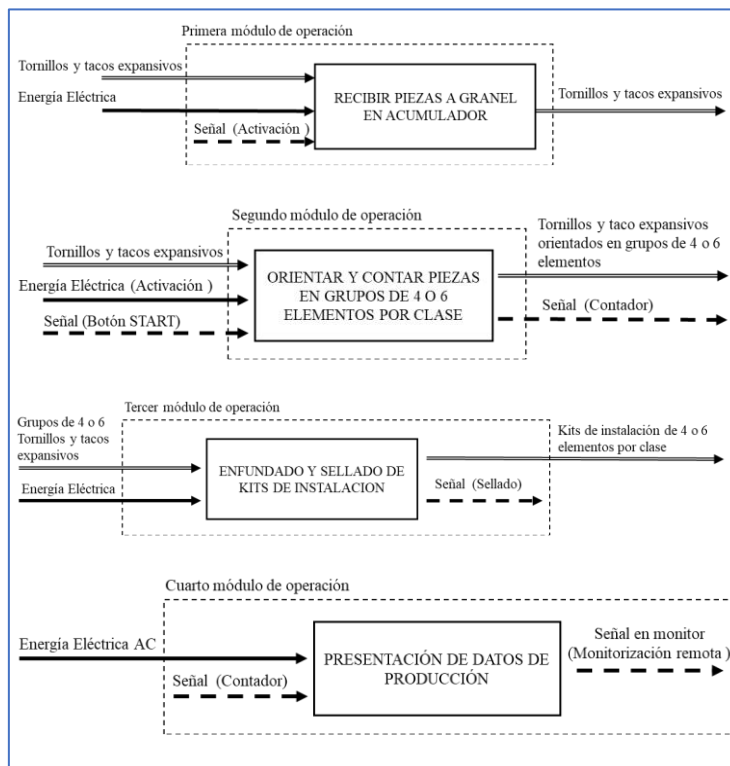 Primera módulo de operación
Tornillos y tacos expansivos
Energía Eléctrica
Señal (Activación )
RECIBIR PIEZAS A GRANEL
EN ACUMULADOR
Tornillos y tacos expansivos
Segundo módulo de operación
Tornillos y tacos expansivos
Energía Eléctrica (Activación )
Señal (Botón START)
ORIENTAR Y CONTAR PIEZAS
EN GRUPOS DE 4 O 6
ELEMENTOS POR CLASE
Tornillos y taco expansivos
orientados en grupos de 4 o 6
elementos
Señal (Contador)
Tercer módulo de operación
Grupos de 4 o 6
Tornillos y tacos
expansivos
Energía Eléctrica
ENFUNDADO Y SELLADO DE
KITS DE INSTALACION
Kits de instalación de 4 o 6
elementos por clase
Señal (Sellado)
Cuarto módulo de operación
Energía Eléctrica AC
Señal (Contador)
PRESENTACIÓN DE DATOS DE
PRODUCCIÓN
Señal en monitor
(Monitorización remota )